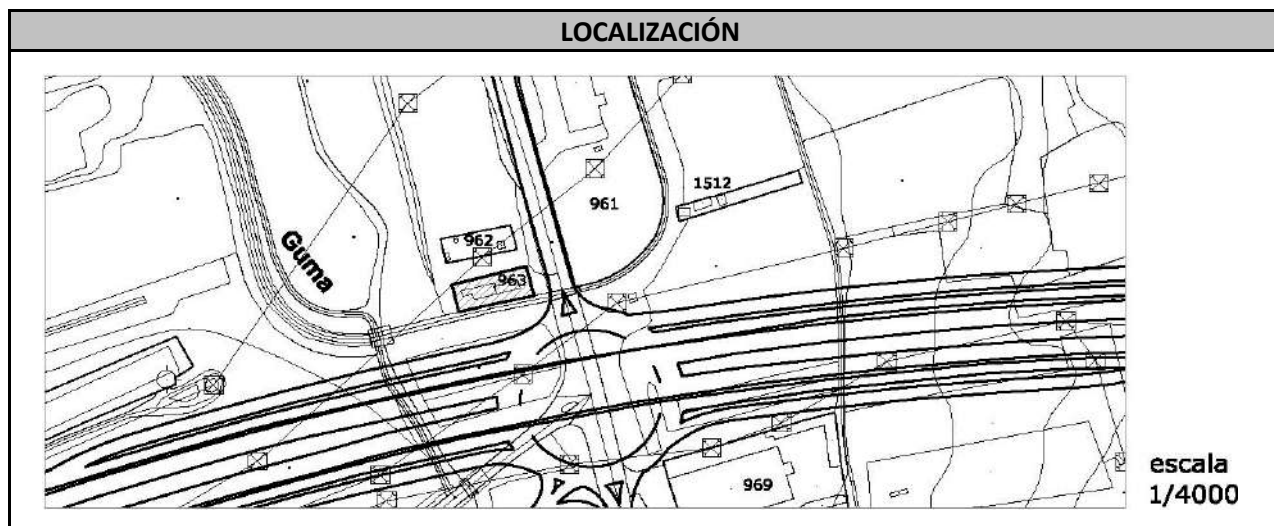 LOCALIZACIÓN
1512
961
Guma
962
963
969
escala
1/4000